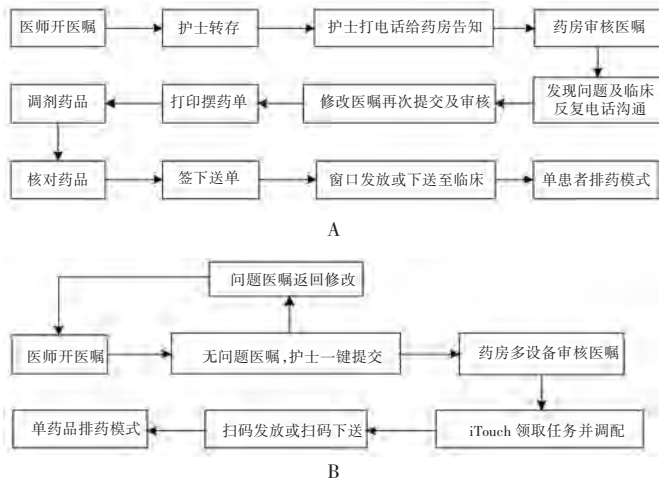 医师开医嘱
护士转存
护士打电话给药房告知
药房审核医嘱
发现问题及临床
反复电话沟通
修改医嘱再次提交及审核
打印摆药单
调剂药品
核对药品
签下送单
窗口发放或下送至临床
单患者排药模式
A
问题医嘱返回修改
医师开医嘱
无问题医嘱,护士一键提交
药房多设备审核医嘱
iTouch 领取任务并调配
扫码发放或扫码下送
单药品排药模式
B